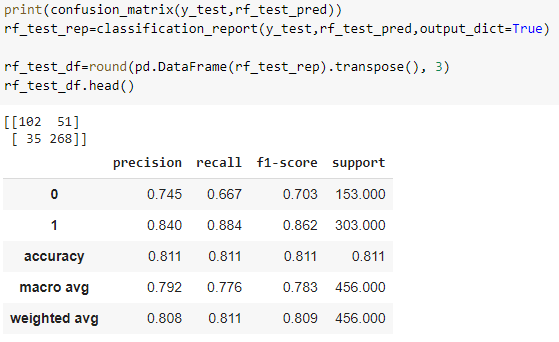 print(confusion_matrix(y_test,rf_test_pred))
rf_test_rep=classification_report(y_test,rf_test_pred,output_dict=True)
rf_test_df=round(pd.DataFrame(rf_test_rep).transpose(), 3)
rf_test_df.head()
[[102  51]
 [ 35 268]]
precision recall f1-score support
0 0.745 0.667 0.703 153.000
1 0.840 0.884 0.862 303.000
accuracy 0.811 0.811 0.811 0.811
macro avg 0.792 0.776 0.783 456.000
weighted avg 0.808 0.811 0.809 456.000